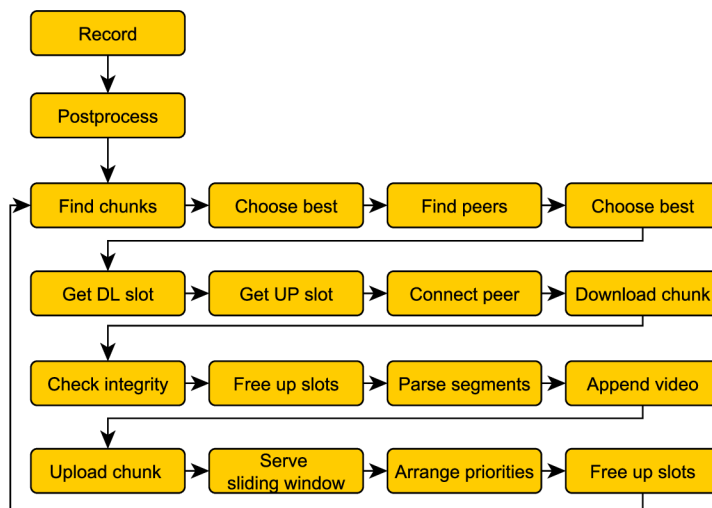 Record
Postprocess
Find chunks
Choose best
Find peers
Choose best
Get DL slot
Get UP slot
Connect peer
Download chunk
Check integrity
Free up slots
Parse segments
Append video
Upload chunk
Serve
sliding window
Arrange priorities
Free up slots